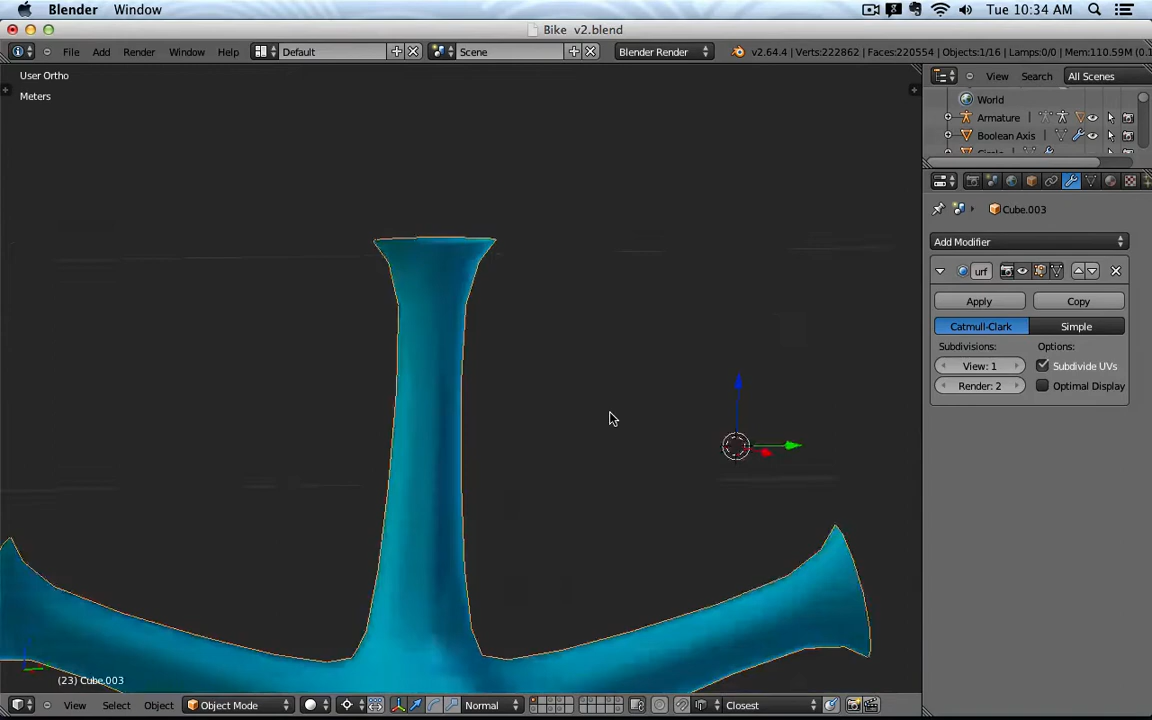 Blender Window Tue 10:34 AM
Bike v2.blend
File Add Render Window Help Default Scene Blender Render v2.64.4 | Verts:222862 | Faces:220554 | Objects:1/16 | Lamps:0/0 | Mem:110.59M (0.
User Ortho View Search All Scenes
Meters World
Armature
Boolean Axis
Circle
Cube.003
Add Modifier
urf
Apply Copy
Catmull-Clark Simple
Subdivisions: Options:
View: 1 Subdivide UVs
Render: 2 Optimal Display
(23) Cube.003
View Select Object Object Mode Normal Closest